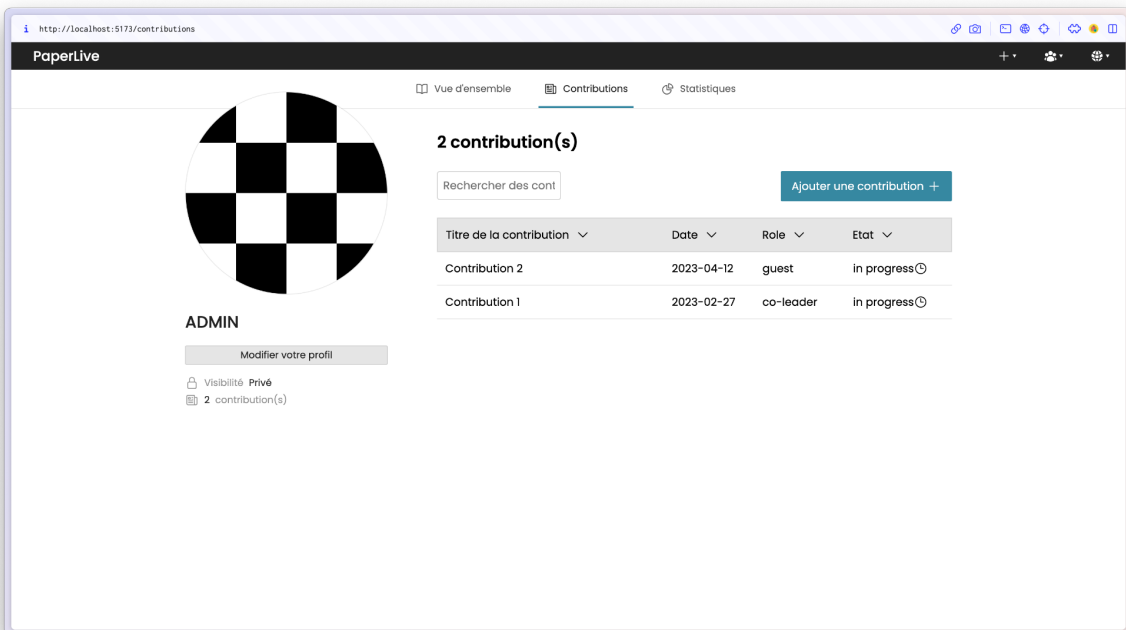 i http://localhost:5173/contributions
PaperLive
Vue d'ensemble Contributions Statistiques
2 contribution(s)
Rechercher des cont
Ajouter une contribution +
Titre de la contribution Date Role Etat
Contribution 2 2023-04-12 guest in progress
Contribution 1 2023-02-27 co-leader in progress
ADMIN
Modifier votre profil
Visibilité Privé
2 contribution(s)